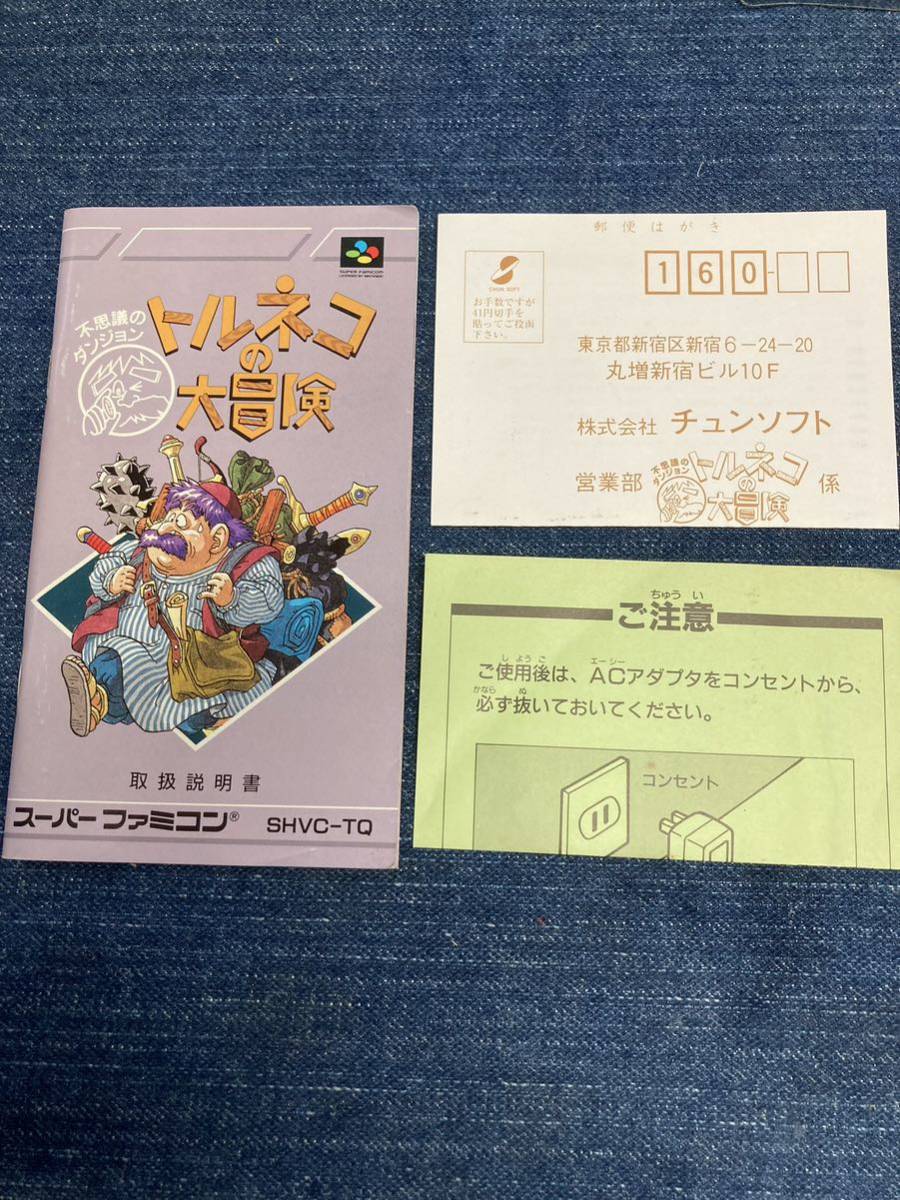 SUPER FAMICOM
不思議の
ダンジョン
トルネコ
の
大冒険
取扱説明書
スーパーファミコン® SHVC-TQ
郵便はがき
CHUN SOFT
お手数ですが
41円切手を
貼ってご投函
下さい。
160-
東京都新宿区新宿6-24-20
丸増新宿ビル10F
株式会社 チュンソフト
営業部 不思議の ダンジョン トルネコの大冒険 係
ちゅうい
ご注意
しようご エーシー
ご使用後は、ACアダプタをコンセントから、
かなら ぬ
必ず抜いておいてください。
コンセント